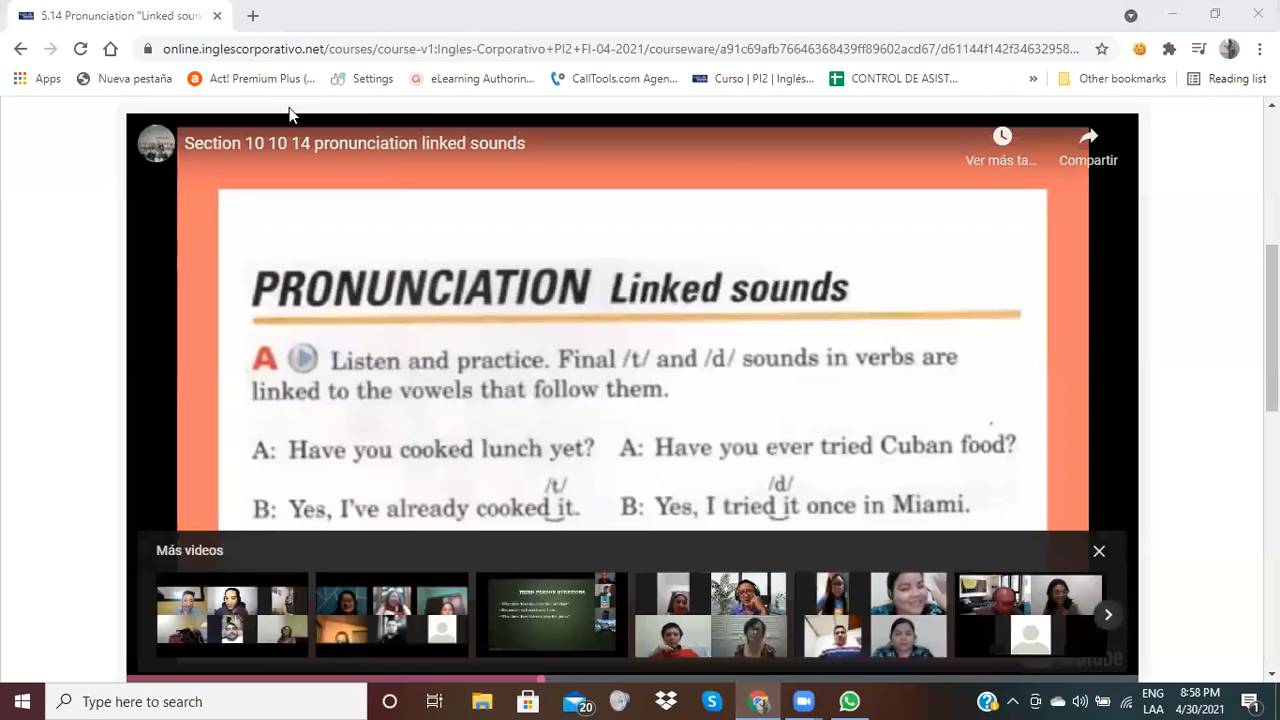 5.14 Pronunciation "Linked soun
online.inglescorporativo.net/courses/course-v1:Ingles-Corporativo+PI2+FI-04-2021/courseware/a91c69afb76646368439ff89602acd67/d61144f142f34632958...
Apps Nueva pestaña Act! Premium Plus (... Settings eLearning Authorin... CallTools.com Agen... Curso | PI2 | Inglés... CONTROL DE ASIST... » Other bookmarks Reading list
Section 10 10 14 pronunciation linked sounds
Ver más ta... Compartir
PRONUNCIATION Linked sounds
A Listen and practice. Final /t/ and /d/ sounds in verbs are
linked to the vowels that follow them.
A: Have you cooked lunch yet? A: Have you ever tried Cuban food?
/t/ /d/
B: Yes, I've already cooked it. B: Yes, I tried it once in Miami.
Más videos
THIRD PERSON QUESTIONS
Type here to search
20
ENG
LAA
8:58 PM
4/30/2021
1